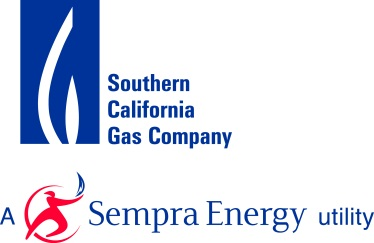 Southern
California
Gas Company
A Sempra Energy utility